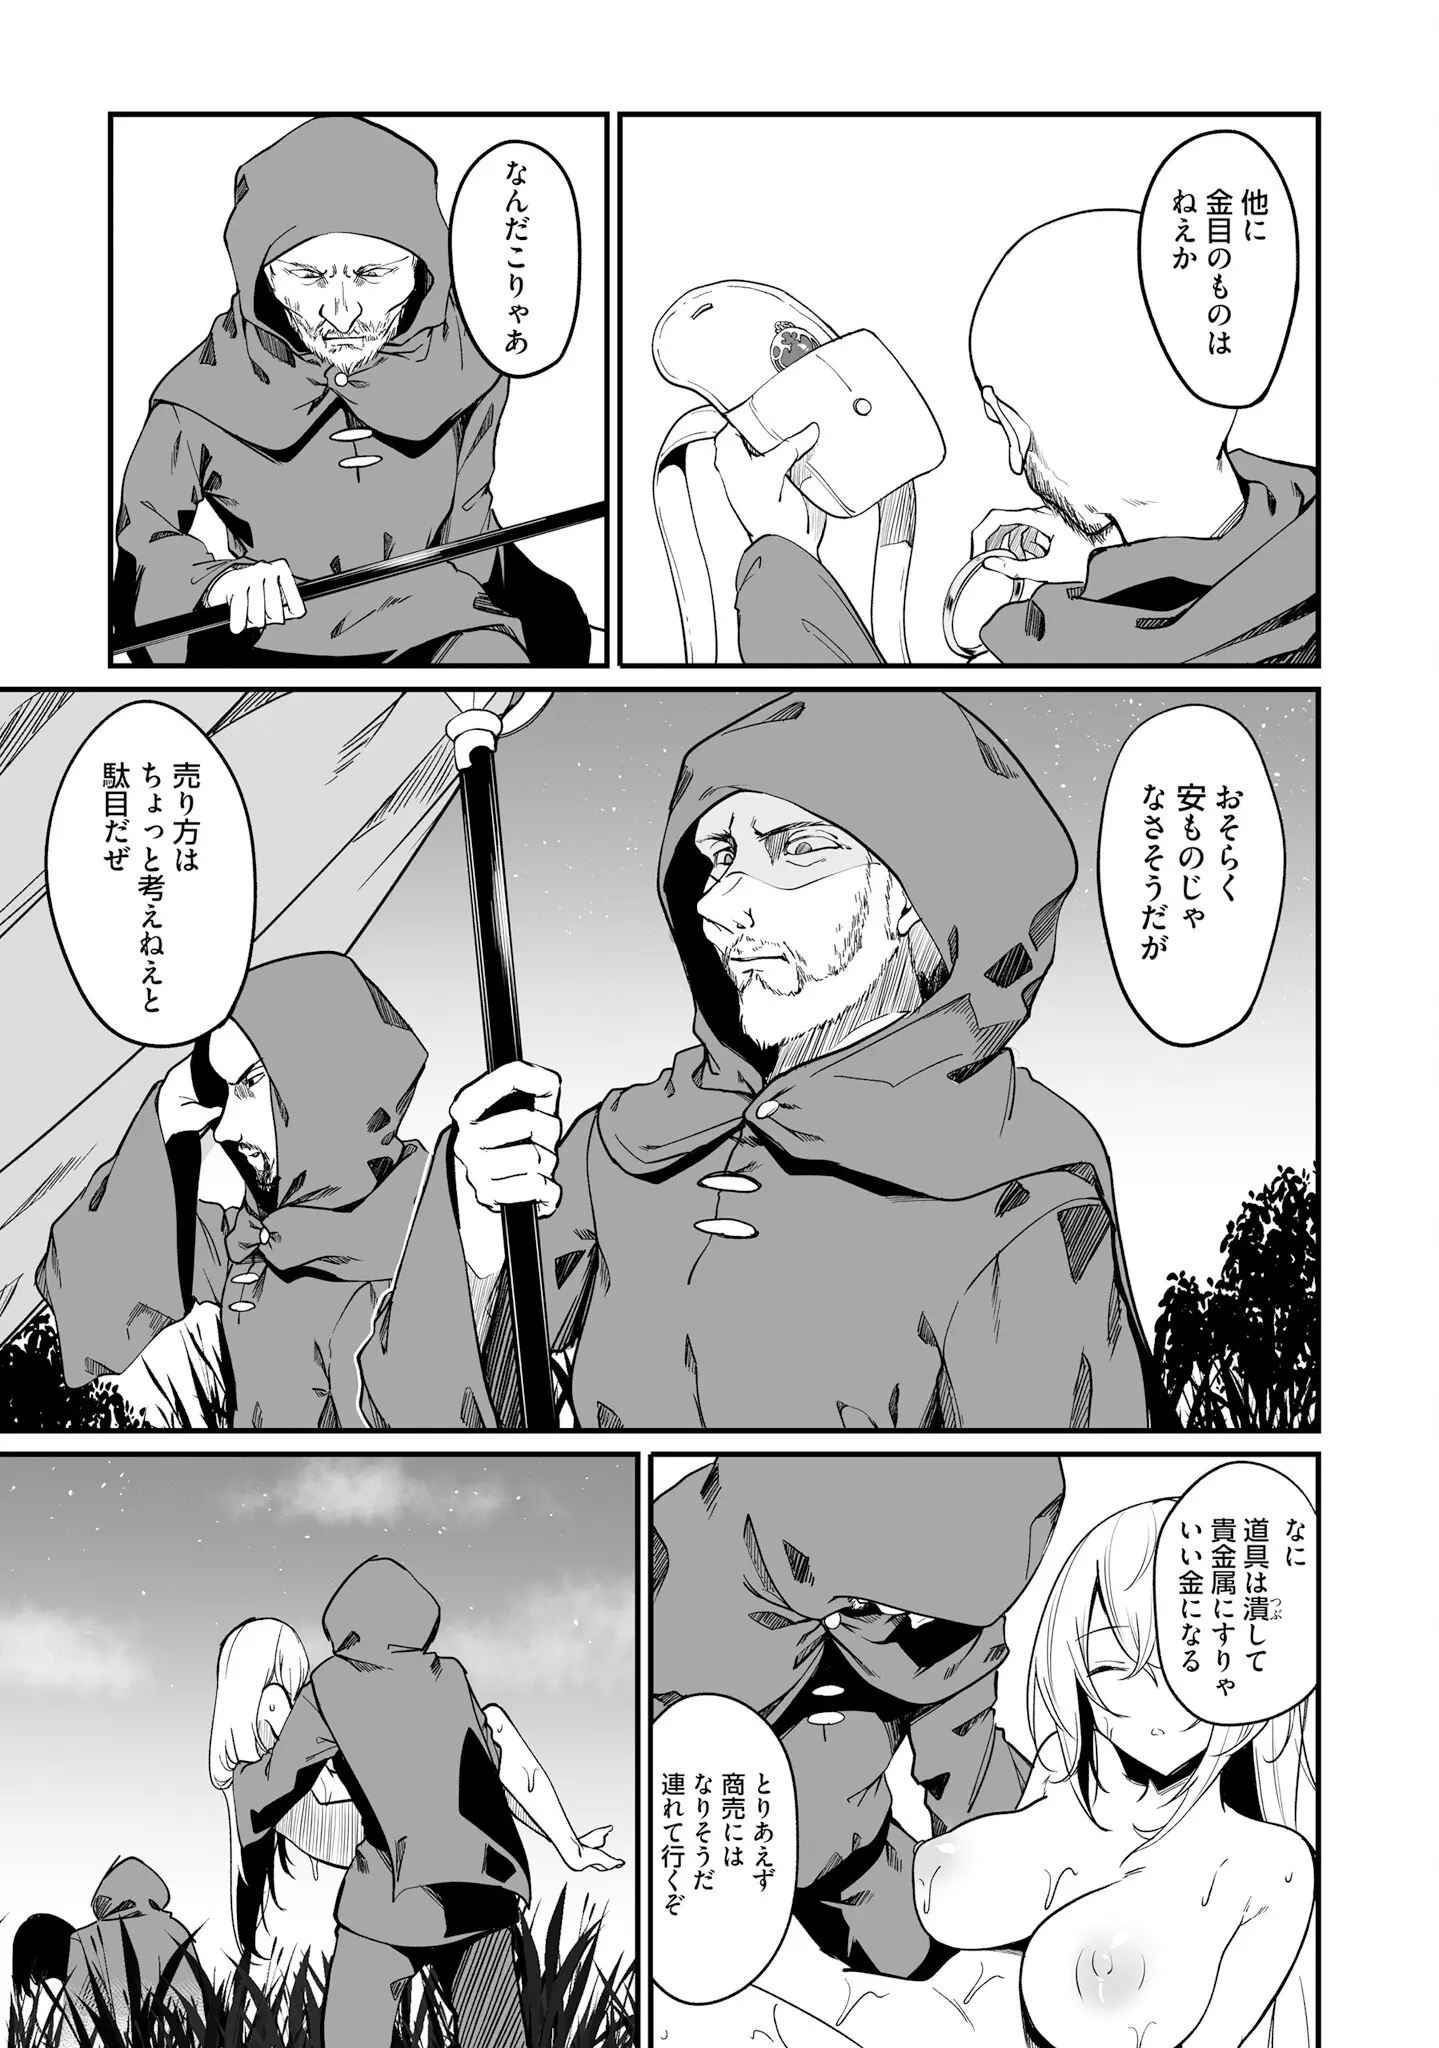 他に
金目のものは
ねえか
なんだこりゃあ
おそらく
安ものじゃ
なさそうだが
売り方は
ちょっと考えねえと
駄目だぜ
なに
道具は潰して
つぶ
貴金属にすりゃ
いい金になる
とりあえず
商売には
なりそうだ
連れて行くぞ